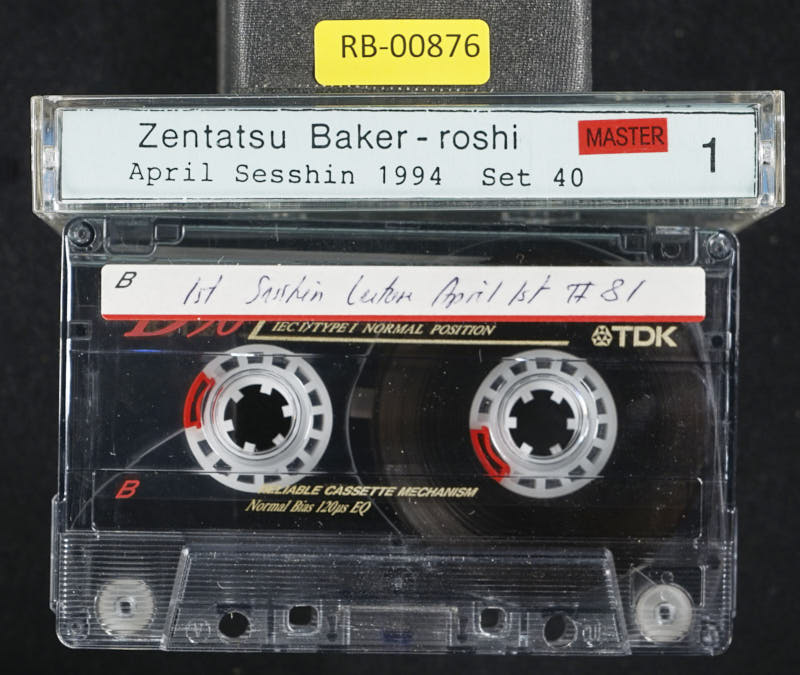 RB-00876
Zentatsu Baker-roshi MASTER 1
April Sesshin 1994 Set 40
B 1st Sesshin Lecture April 1st # 81
D90 IEC I/TYPE I NORMAL POSITION TDK
B RELIABLE CASSETTE MECHANISM
Normal Bias 120μs EQ